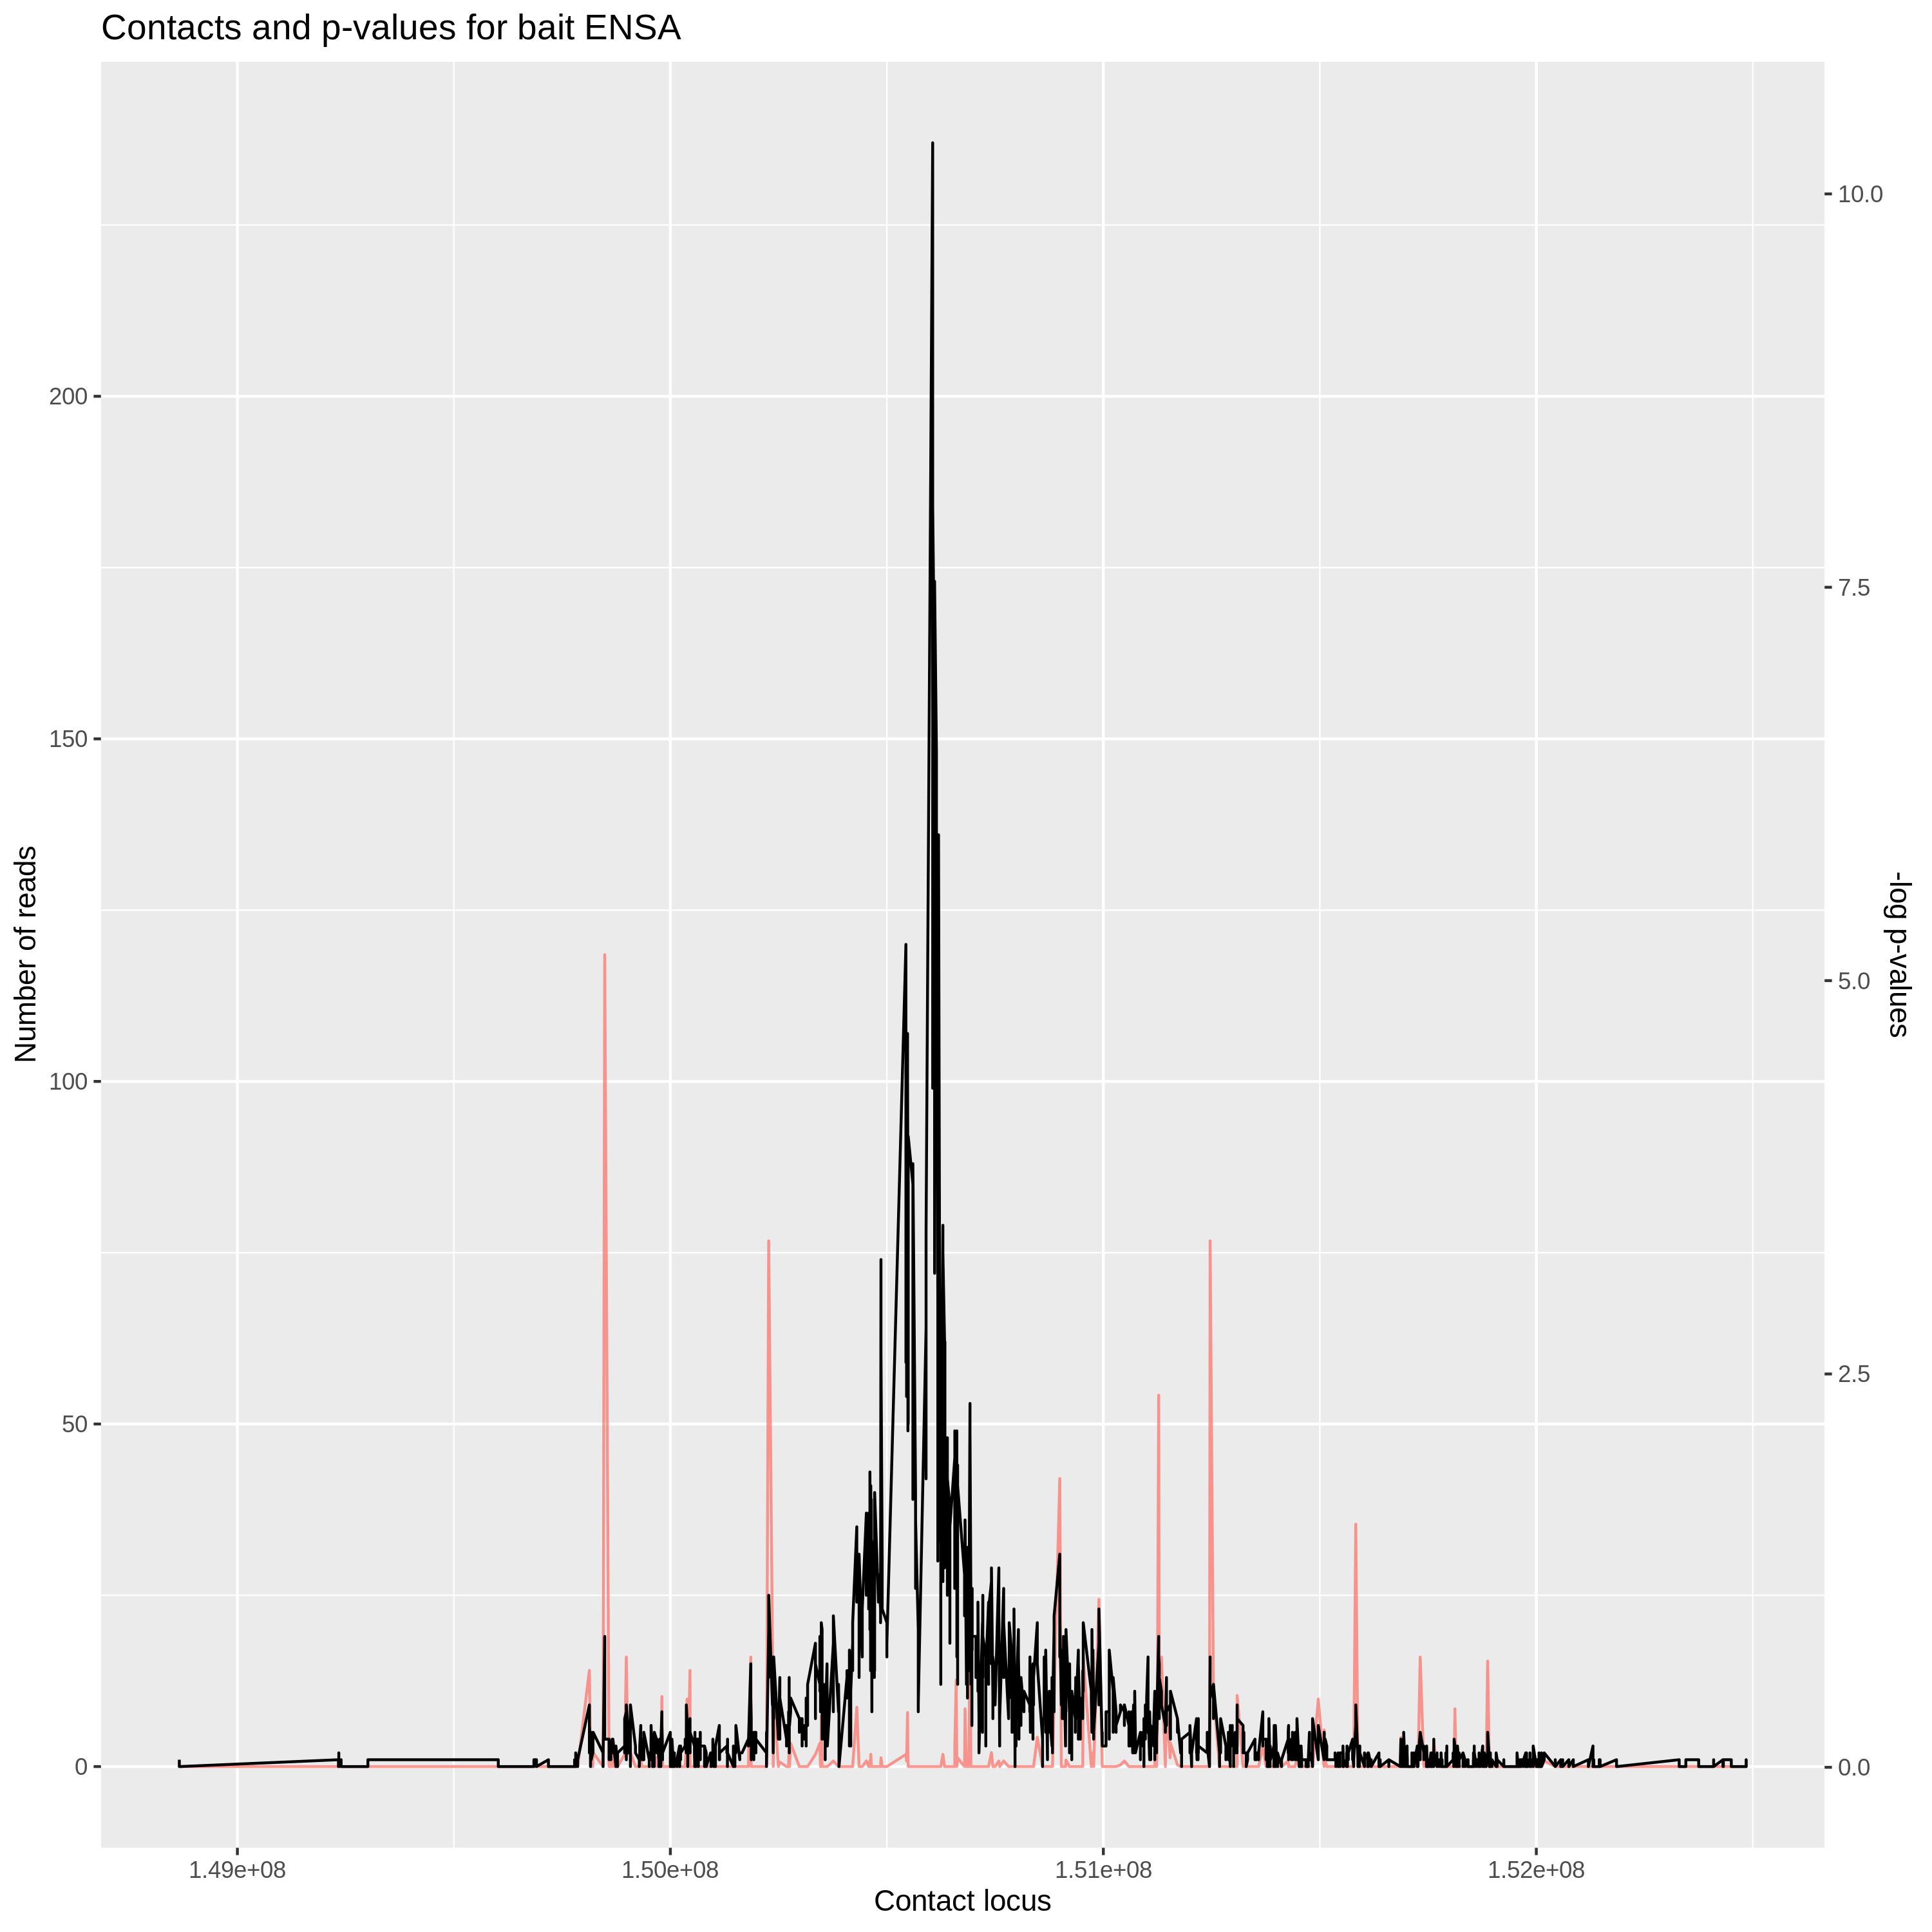 Contacts and p-values for bait ENSA
Number of reads
200
150
100
50
0
10.0
7.5
5.0
2.5
0.0
-log p-values
1.49e+08
1.50e+08
1.51e+08
1.52e+08
Contact locus